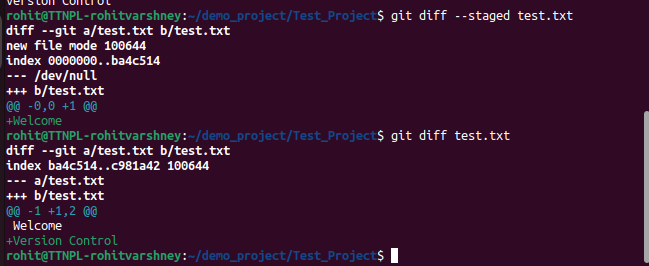 version Control
rohit@TTNPL-rohitvarshney:~/demo_project/Test_Project$ git diff --staged test.txt
diff --git a/test.txt b/test.txt
new file mode 100644
index 0000000..ba4c514
--- /dev/null
+++ b/test.txt
@@ -0,0 +1 @@
+Welcome
rohit@TTNPL-rohitvarshney:~/demo_project/Test_Project$ git diff test.txt
diff --git a/test.txt b/test.txt
index ba4c514..c981a42 100644
--- a/test.txt
+++ b/test.txt
@@ -1 +1,2 @@
 Welcome
+Version Control
rohit@TTNPL-rohitvarshney:~/demo_project/Test_Project$